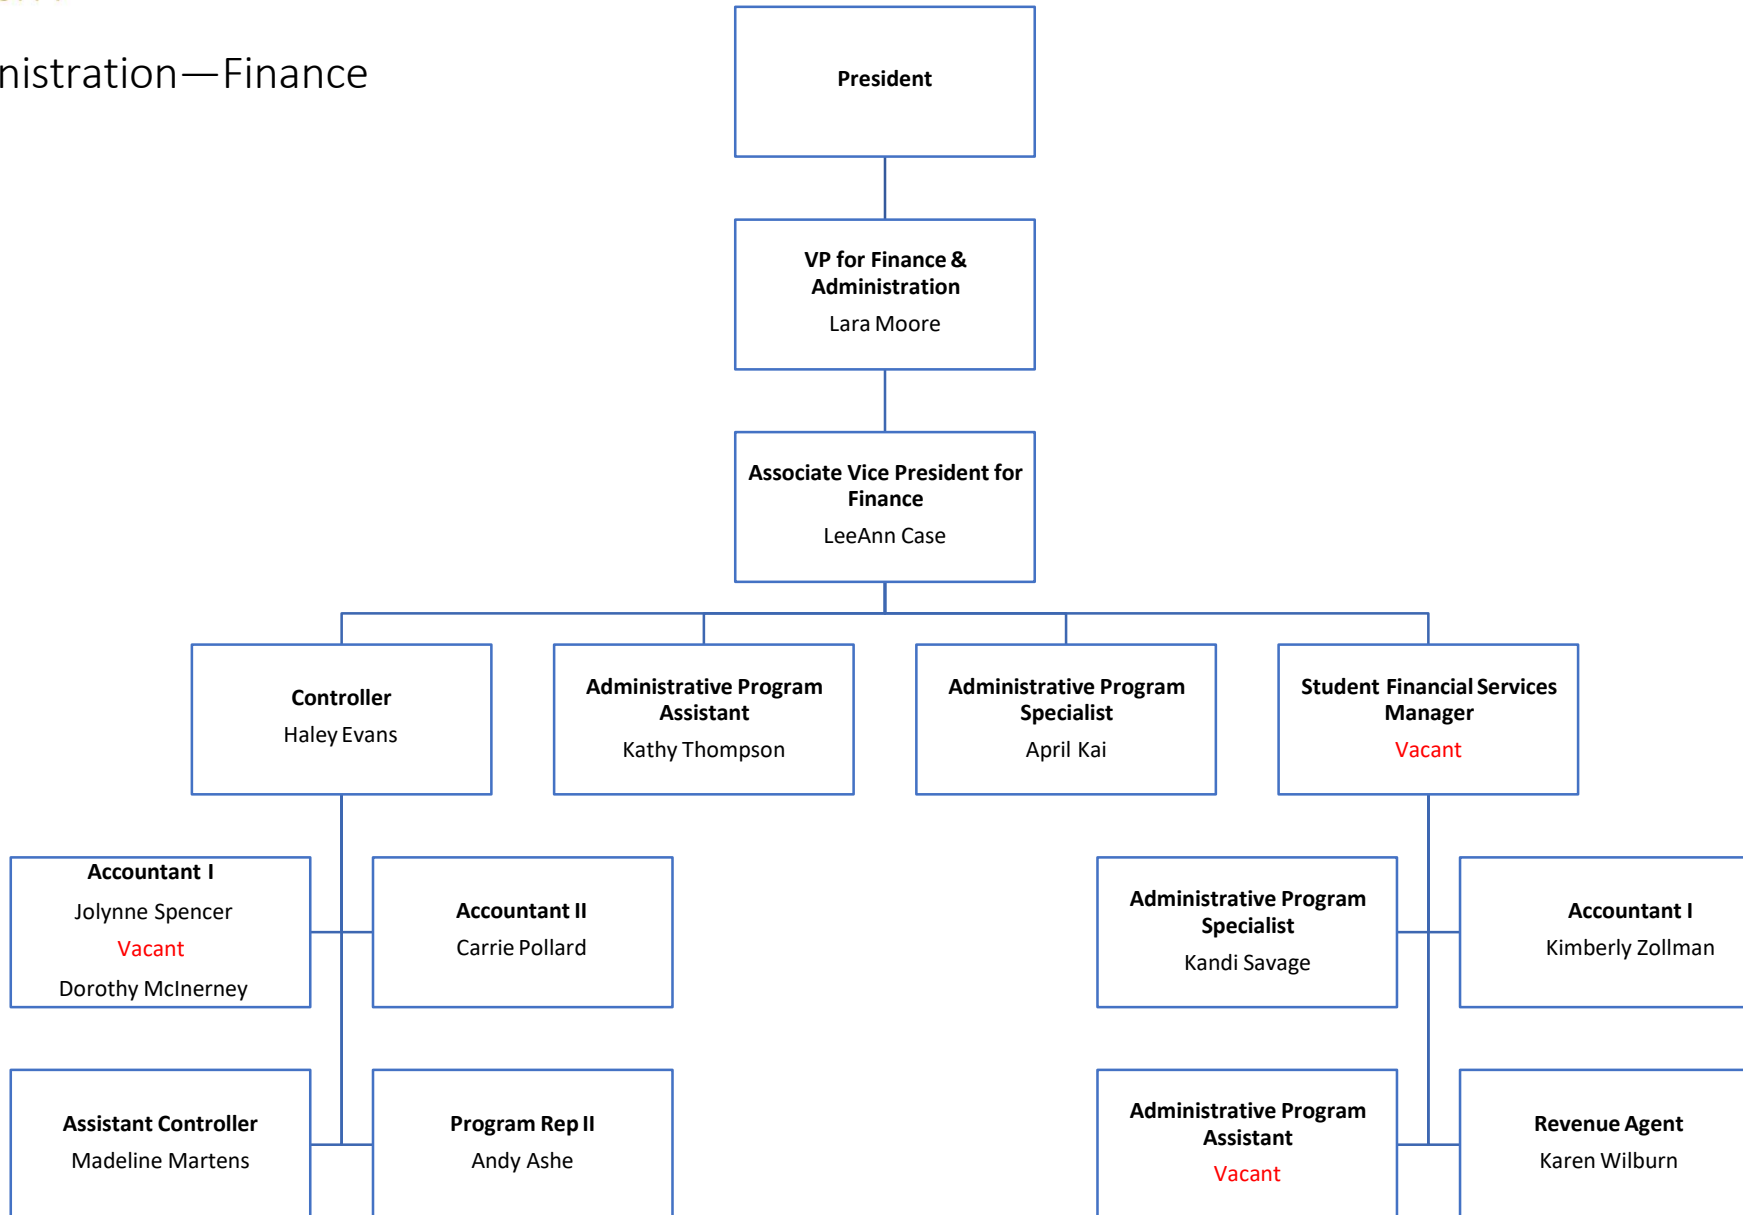 nistration—Finance
President
VP for Finance &
Administration
Lara Moore
Associate Vice President for
Finance
LeeAnn Case
Controller
Haley Evans
Administrative Program
Assistant
Kathy Thompson
Administrative Program
Specialist
April Kai
Student Financial Services
Manager
Vacant
Accountant I
Jolynne Spencer
Vacant
Dorothy McInerney
Accountant II
Carrie Pollard
Administrative Program
Specialist
Kandi Savage
Accountant I
Kimberly Zollman
Assistant Controller
Madeline Martens
Program Rep II
Andy Ashe
Administrative Program
Assistant
Vacant
Revenue Agent
Karen Wilburn